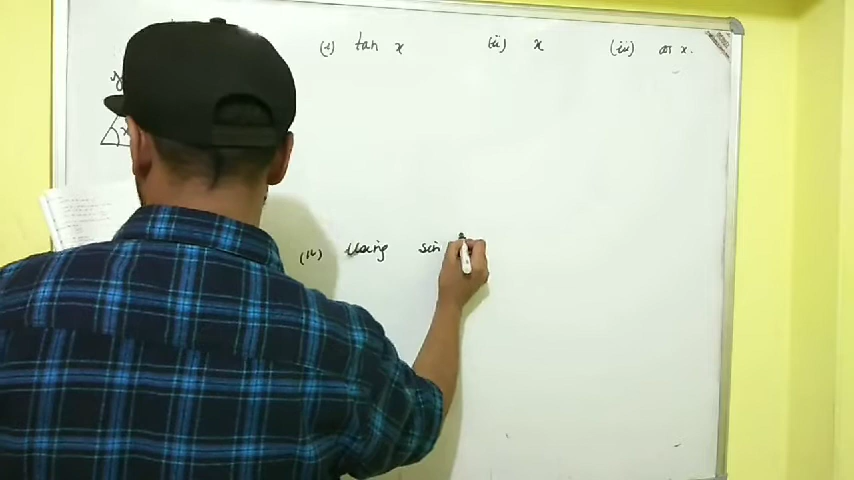 (i) tan x (ii) x (iii) cos x.
x
(iv) Using sin